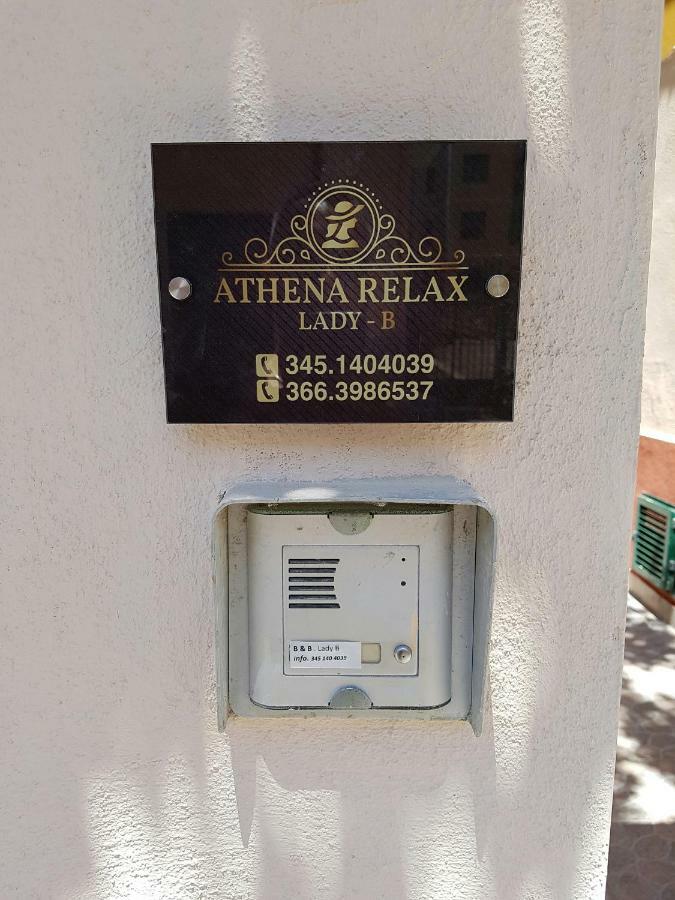 ATHENA RELAX
LADY - B
345.1404039
366.3986537
B & B . Lady B
info. 345 140 4039